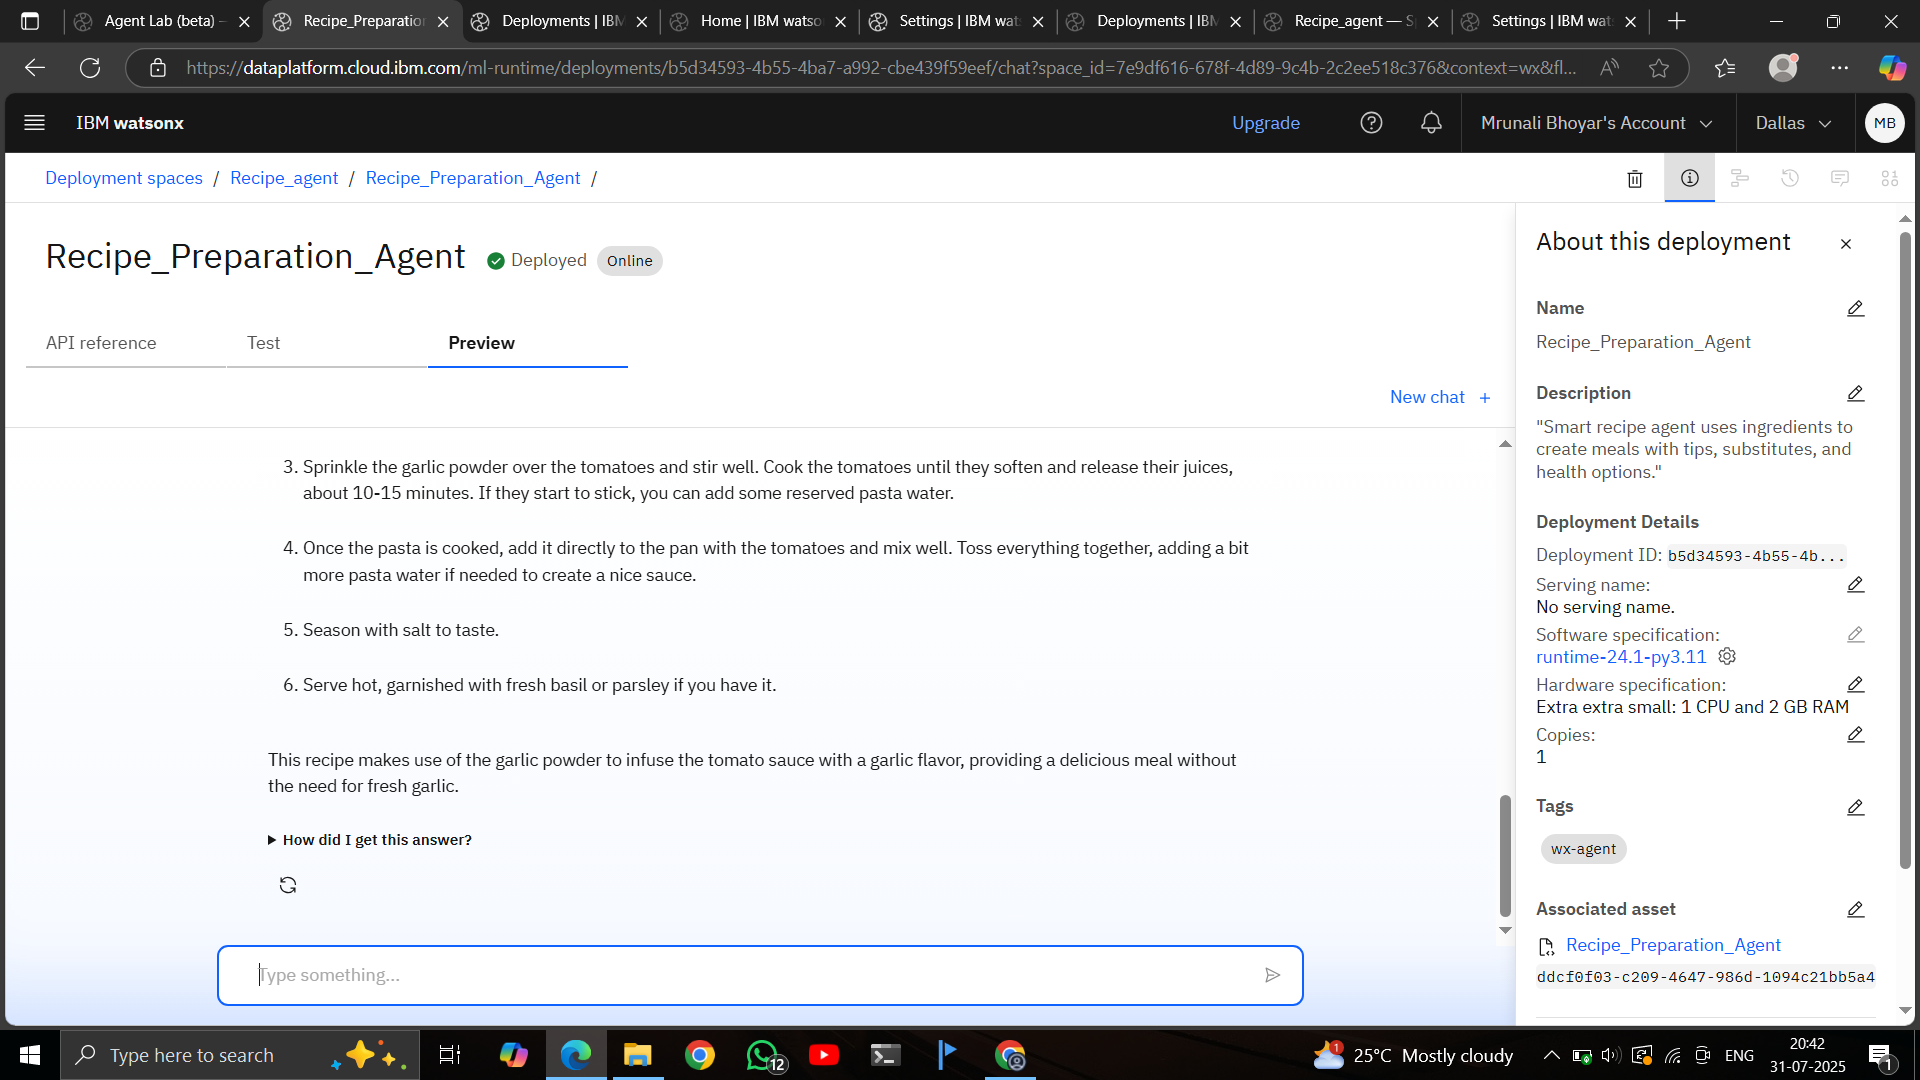 Agent Lab (beta) -
Recipe_Preparatio
Deployments | IBM
Home | IBM watso
Settings | IBM wat
Deployments | IBM
Recipe_agent — S
Settings | IBM wat
https://dataplatform.cloud.ibm.com/ml-runtime/deployments/b5d34593-4b55-4ba7-a992-cbe439f59eef/chat?space_id=7e9df616-678f-4d89-9c4b-2c2ee518c376&context=wx&fl...
IBM watsonx
Upgrade
Mrunali Bhoyar's Account
Dallas
MB
Deployment spaces / Recipe_agent / Recipe_Preparation_Agent /
Recipe_Preparation_Agent
Deployed
Online
API reference
Test
Preview
New chat +
3. Sprinkle the garlic powder over the tomatoes and stir well. Cook the tomatoes until they soften and release their juices,
about 10-15 minutes. If they start to stick, you can add some reserved pasta water.
4. Once the pasta is cooked, add it directly to the pan with the tomatoes and mix well. Toss everything together, adding a bit
more pasta water if needed to create a nice sauce.
5. Season with salt to taste.
6. Serve hot, garnished with fresh basil or parsley if you have it.
This recipe makes use of the garlic powder to infuse the tomato sauce with a garlic flavor, providing a delicious meal without
the need for fresh garlic.
How did I get this answer?
Type something...
About this deployment
Name
Recipe_Preparation_Agent
Description
"Smart recipe agent uses ingredients to
create meals with tips, substitutes, and
health options."
Deployment Details
Deployment ID: b5d34593-4b55-4b...
Serving name:
No serving name.
Software specification:
runtime-24.1-py3.11
Hardware specification:
Extra extra small: 1 CPU and 2 GB RAM
Copies:
1
Tags
wx-agent
Associated asset
Recipe_Preparation_Agent
ddcf0f03-c209-4647-986d-1094c21bb5a4
Type here to search
12
1
25°C Mostly cloudy
ENG
20:42
31-07-2025
1